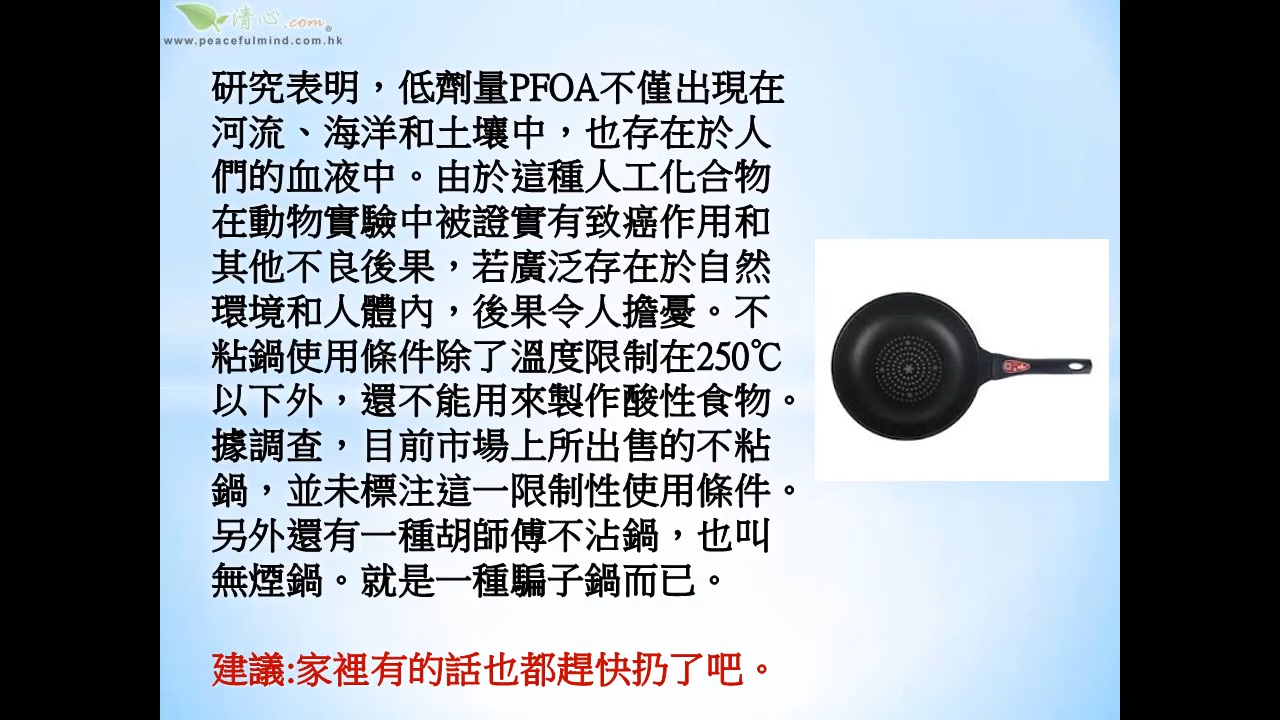 清心.com®
www.peacefulmind.com.hk
研究表明，低劑量PFOA不僅出現在
河流、海洋和土壤中，也存在於人
們的血液中。由於這種人工化合物
在動物實驗中被證實有致癌作用和
其他不良後果，若廣泛存在於自然
環境和人體內，後果令人擔憂。不
粘鍋使用條件除了溫度限制在250℃
以下外，還不能用來製作酸性食物。
據調查，目前市場上所出售的不粘
鍋，並未標注這一限制性使用條件。
另外還有一種胡師傅不沾鍋，也叫
無煙鍋。就是一種騙子鍋而已。
建議:家裡有的話也都趕快扔了吧。